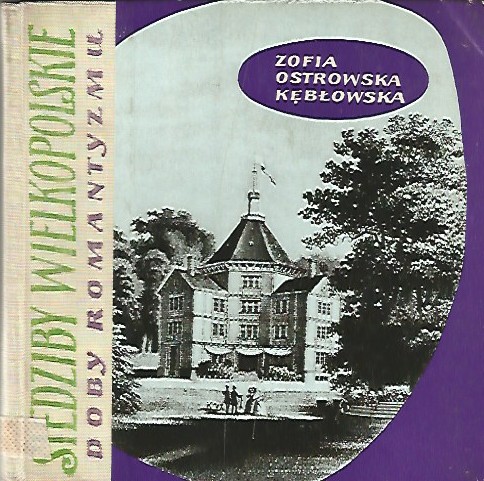 SIEDZIBY WIELKOPOLSKIE
DOBY ROMANTYZMU
ZOFIA
OSTROWSKA
KĘBŁOWSKA